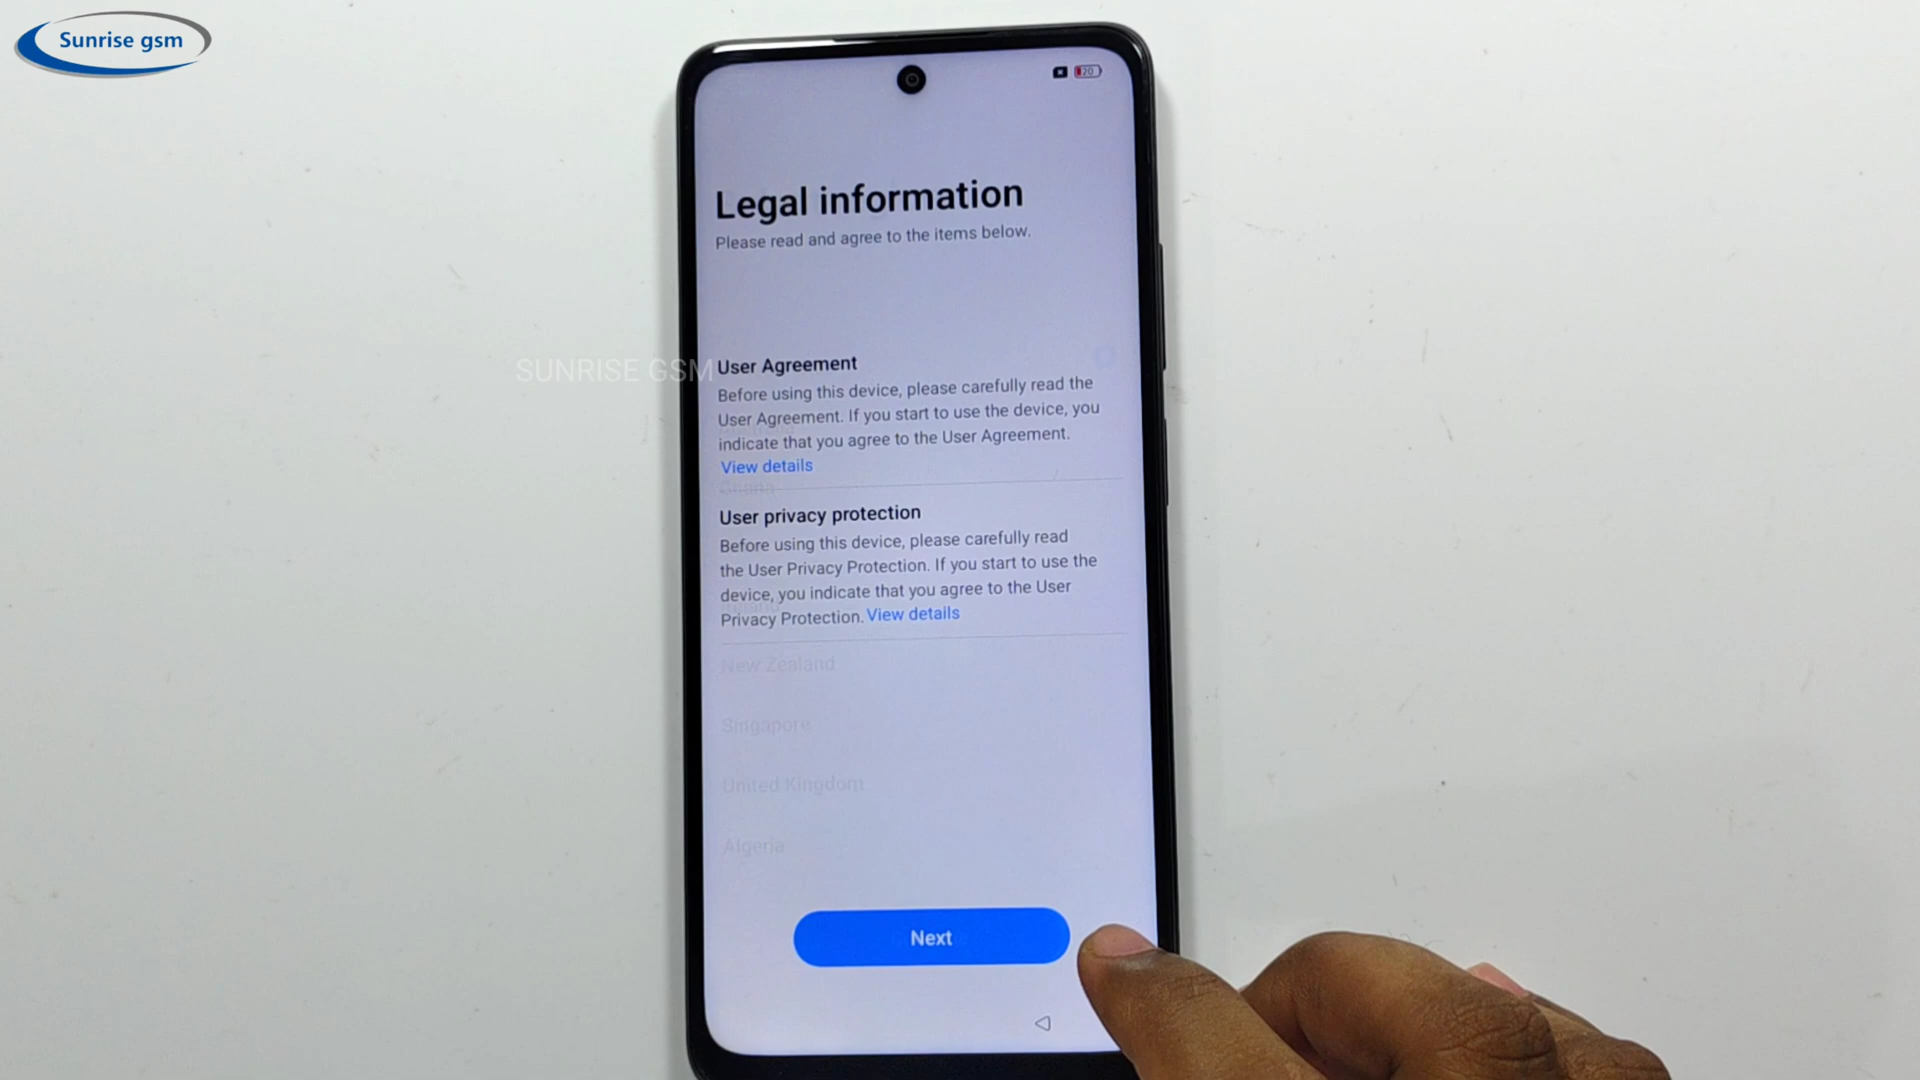 Sunrise gsm
20
Legal information
Please read and agree to the items below.
SUNRISE GSM
User Agreement
Before using this device, please carefully read the
User Agreement. If you start to use the device, you
indicate that you agree to the User Agreement.
View details
Ghana
User privacy protection
Before using this device, please carefully read
the User Privacy Protection. If you start to use the
device, you indicate that you agree to the User
Privacy Protection. View details
New Zealand
Singapore
United Kingdom
Algeria
Next